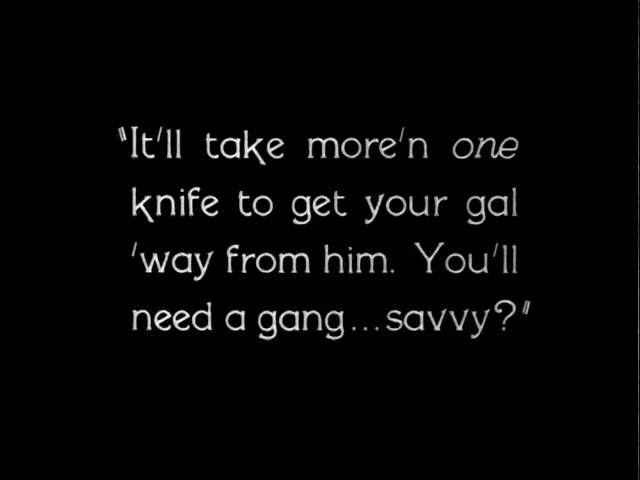 "It'll take more'n one
knife to get your gal
'way from him. You'll
need a gang...savvy?"